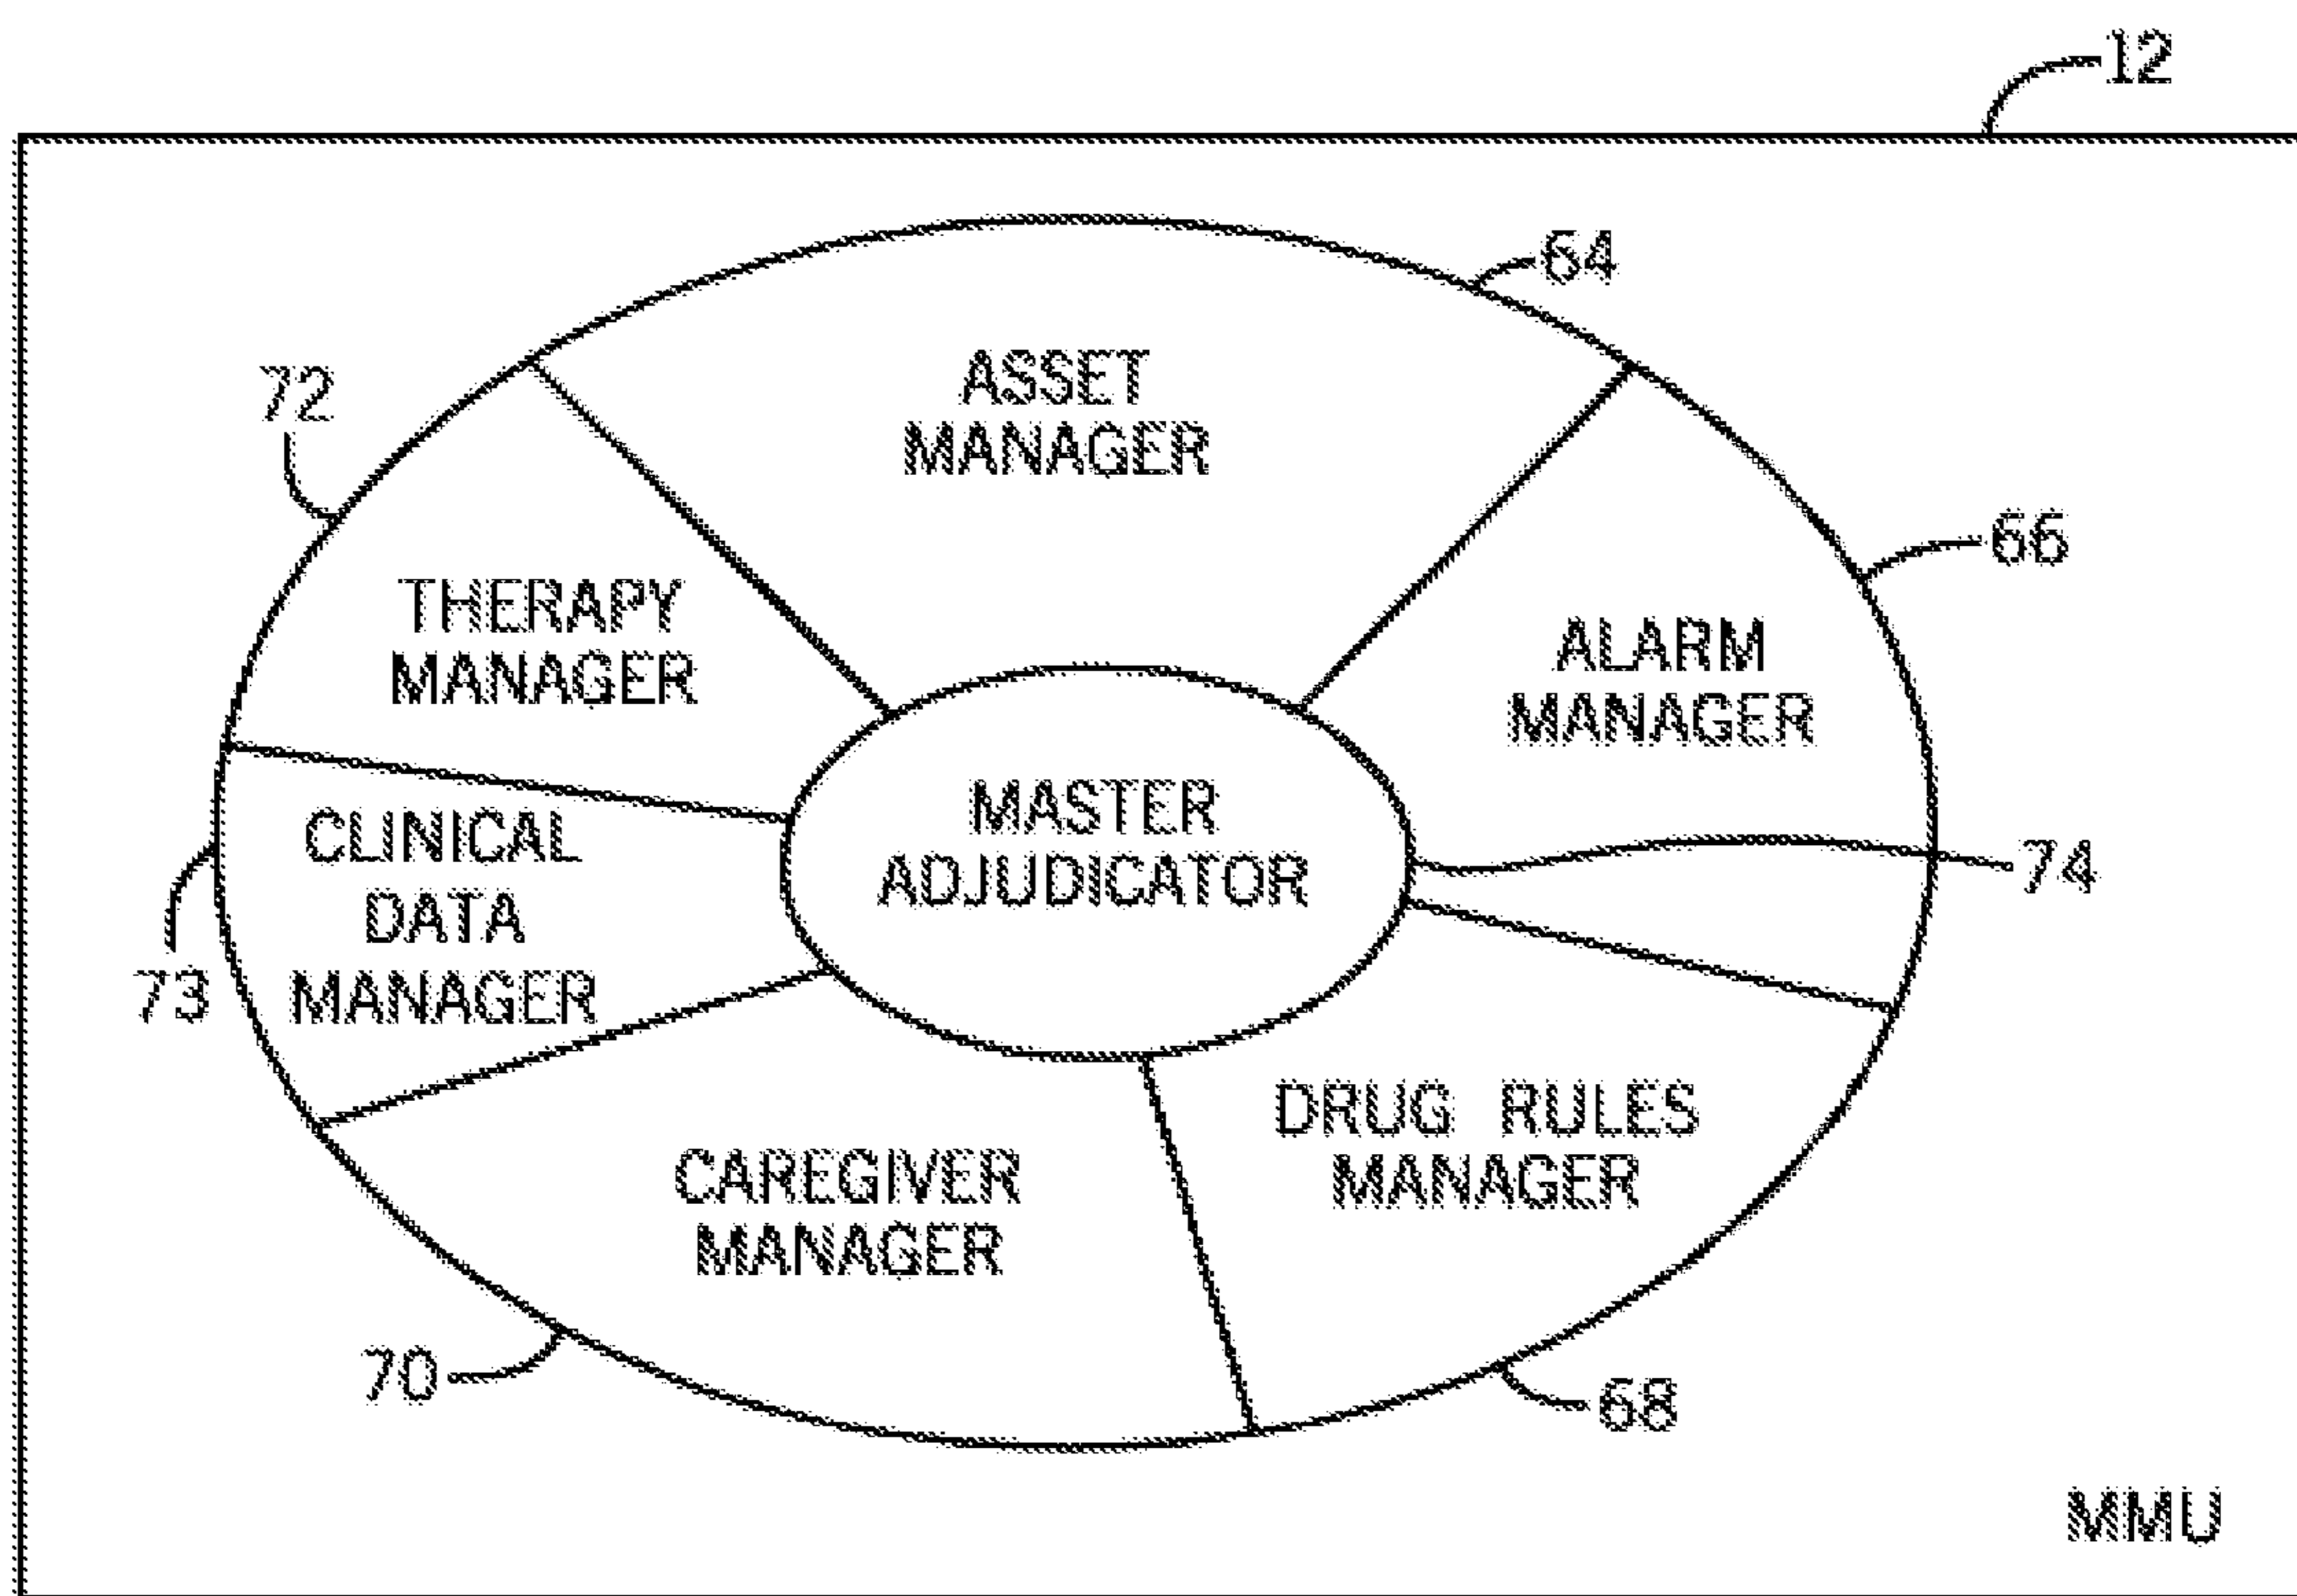 12
64
ASSET
MANAGER
72
66
THERAPY
MANAGER
ALARM
MANAGER
MASTER
ADJUDICATOR
74
CLINICAL
DATA
MANAGER
73
DRUG RULES
MANAGER
CAREGIVER
MANAGER
70
68
MMU